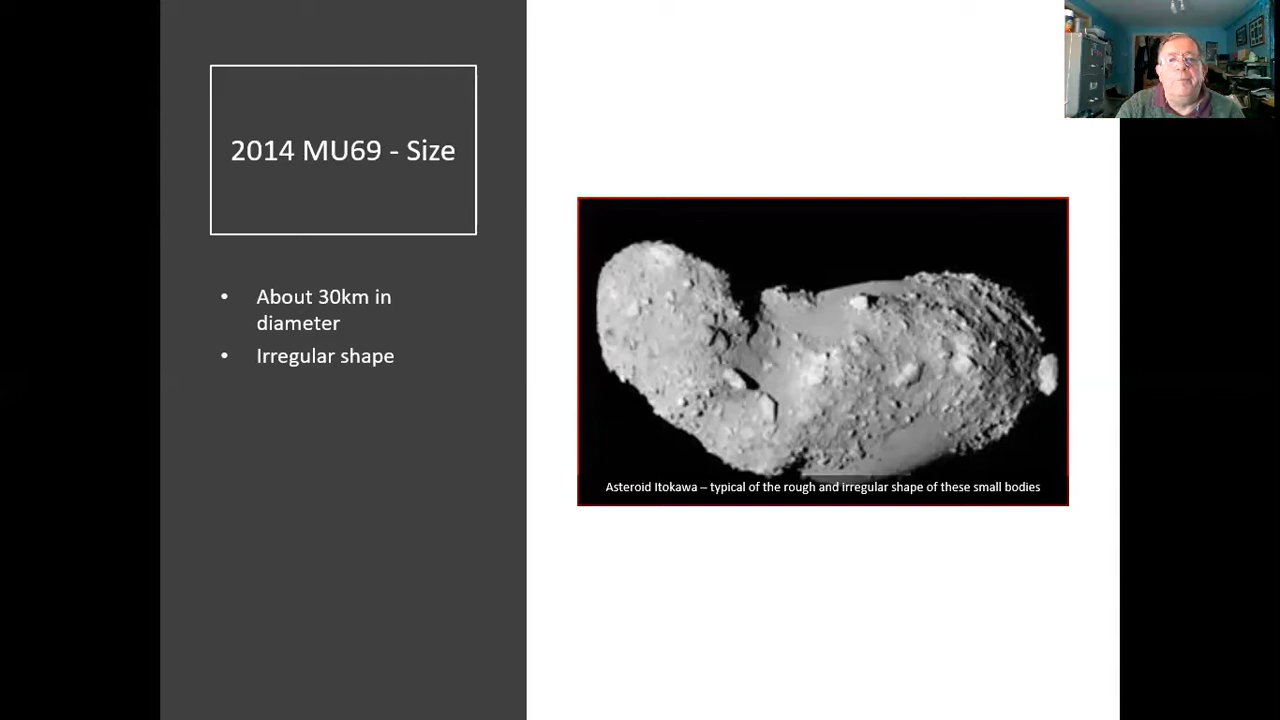 2014 MU69 - Size
• About 30km in
diameter
• Irregular shape
Asteroid Itokawa – typical of the rough and irregular shape of these small bodies